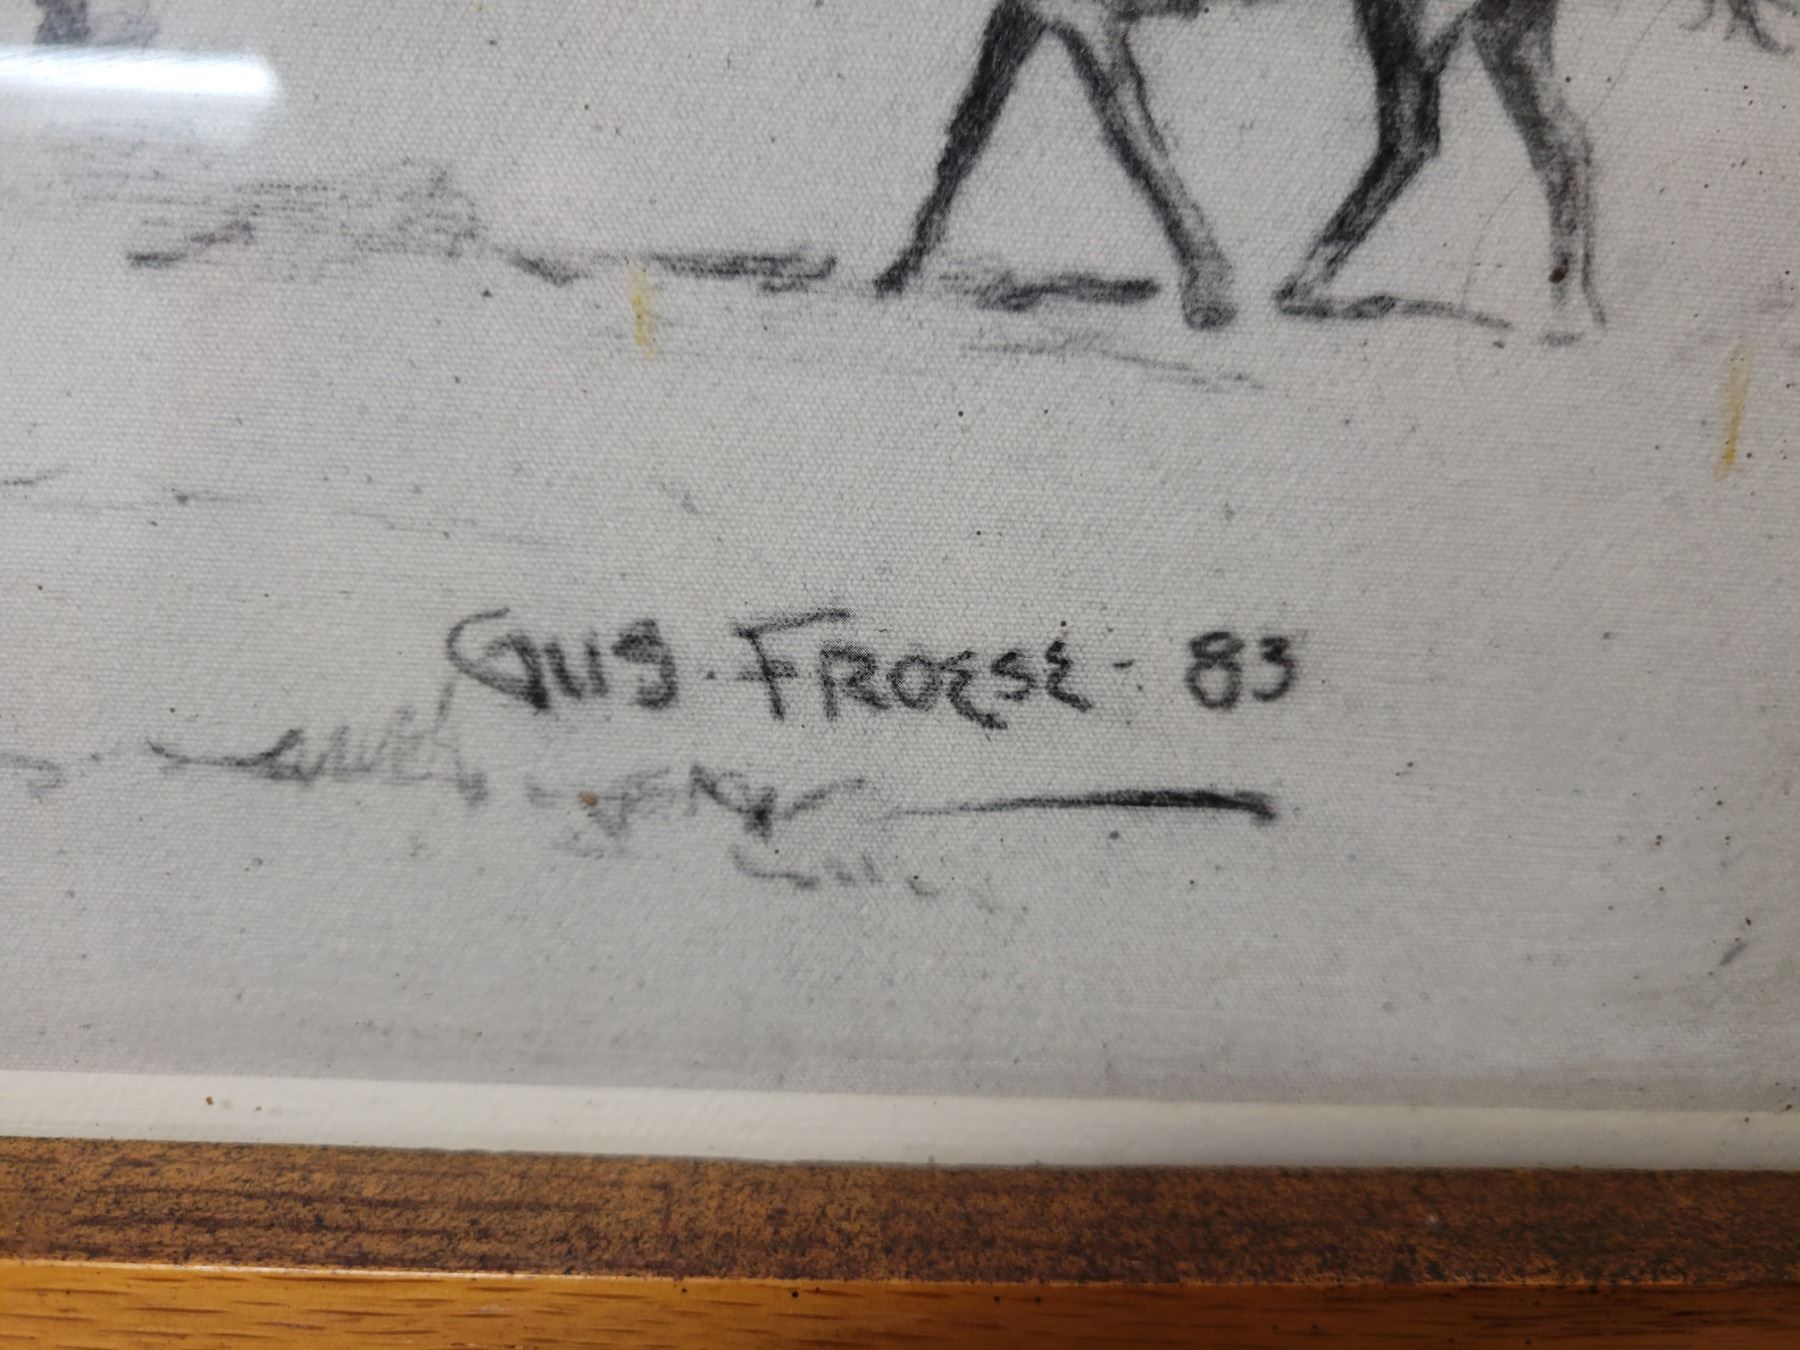 GUS. FROESE - 83